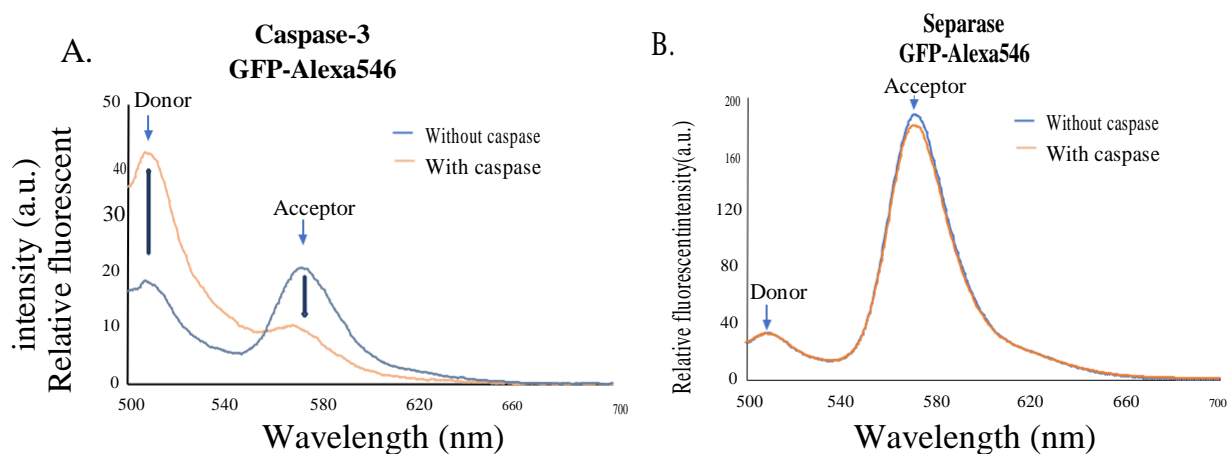 A.
Caspase-3
GFP-Alexa546
Donor
Acceptor
Without caspase
With caspase
intensity (a.u.)
Relative fluorescent
50
40
30
20
10
0
500
540
580
620
660
700
Wavelength (nm)
B.
Separase
GFP-Alexa546
Acceptor
Donor
Without caspase
With caspase
Relative fluorescentintensity(a.u.)
200
160
200
80
80
40
0
500
540
580
620
660
700
Wavelength (nm)